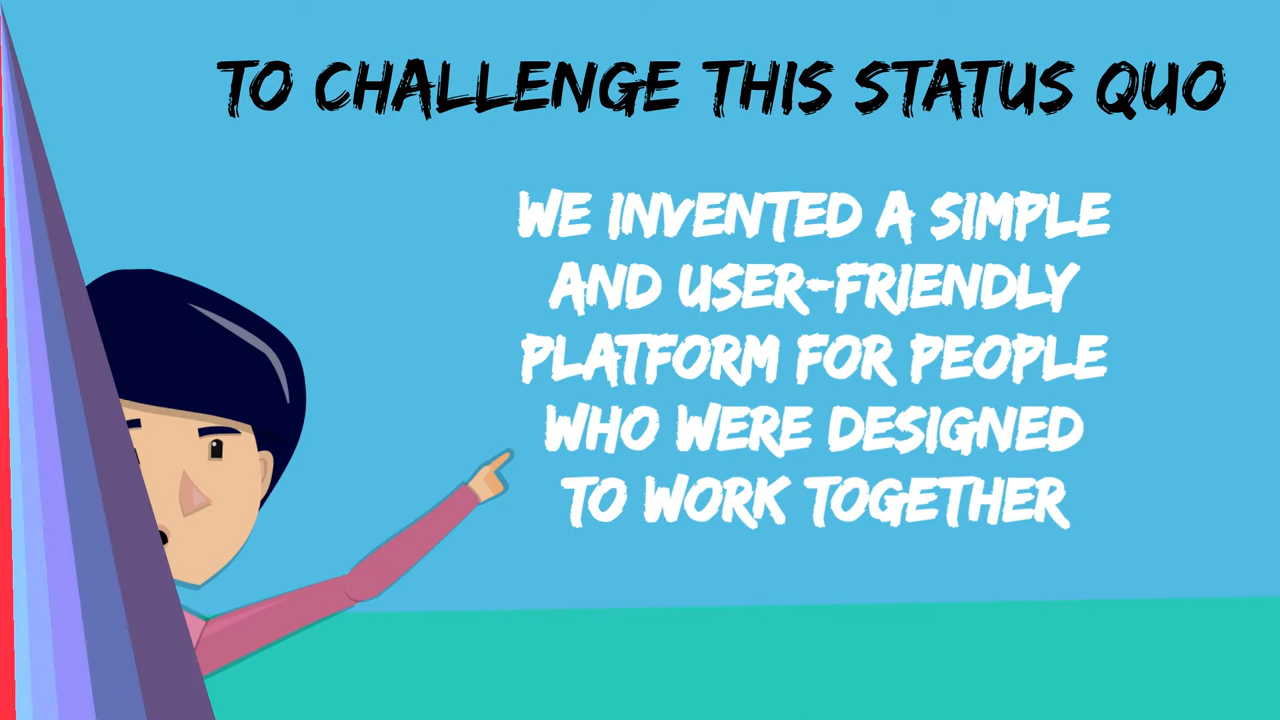 TO CHALLENGE THIS STATUS QUO
WE INVENTED A SIMPLE
AND USER-FRIENDLY
PLATFORM FOR PEOPLE
WHO WERE DESIGNED
TO WORK TOGETHER